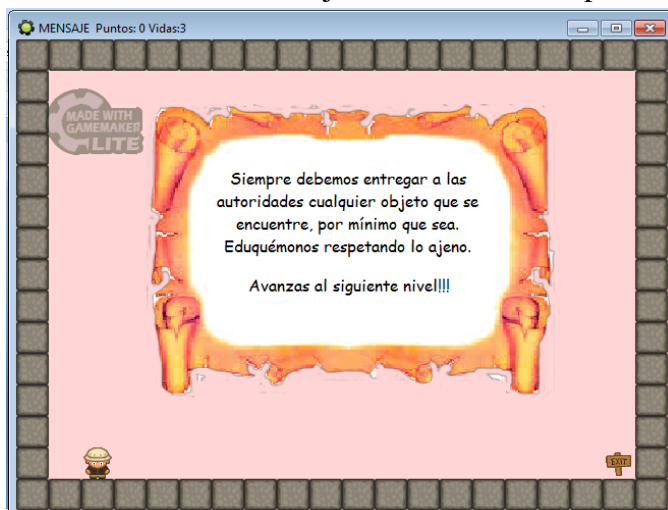 MENSAJE Puntos: 0 Vidas:3
MADE WITH
GAMEMAKER
LITE
Siempre debemos entregar a las
autoridades cualquier objeto que se
encuentre, por mínimo que sea.
Eduquémonos respetando lo ajeno.
Avanzas al siguiente nivel!!!
EXIT